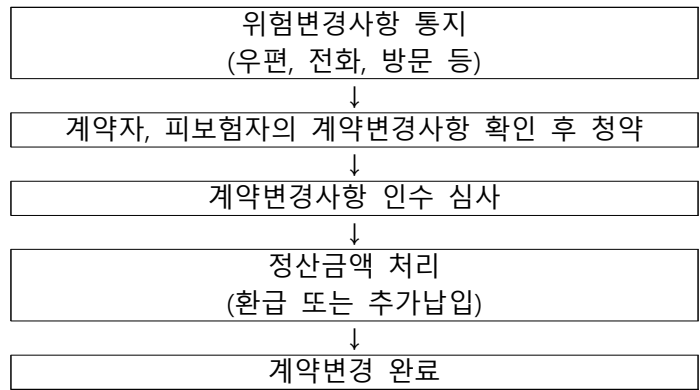 위험변경사항 통지
(우편, 전화, 방문 등)
↓
계약자, 피보험자의 계약변경사항 확인 후 청약
↓
계약변경사항 인수 심사
↓
정산금액 처리
(환급 또는 추가납입)
↓
계약변경 완료